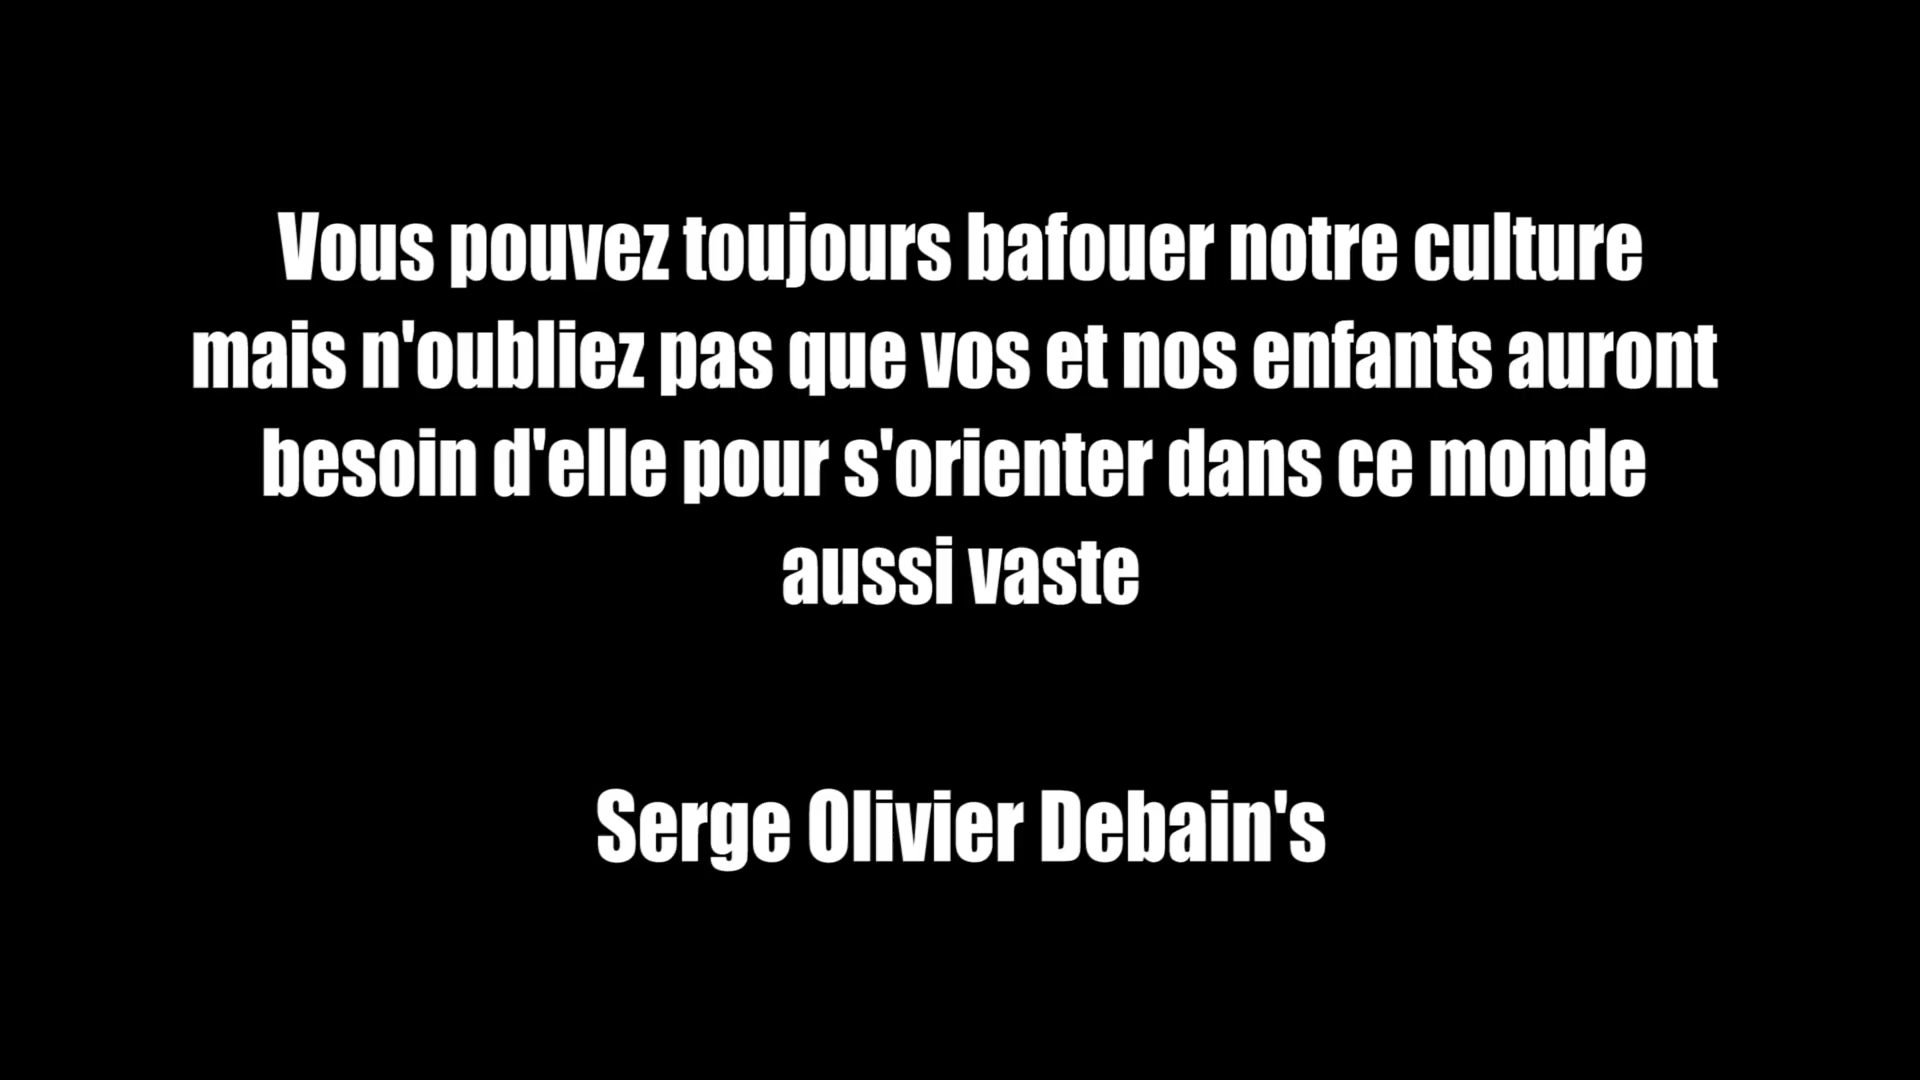 Vous pouvez toujours bafouer notre culture
mais n'oubliez pas que vos et nos enfants auront
besoin d'elle pour s'orienter dans ce monde
aussi vaste
Serge Olivier Debain's